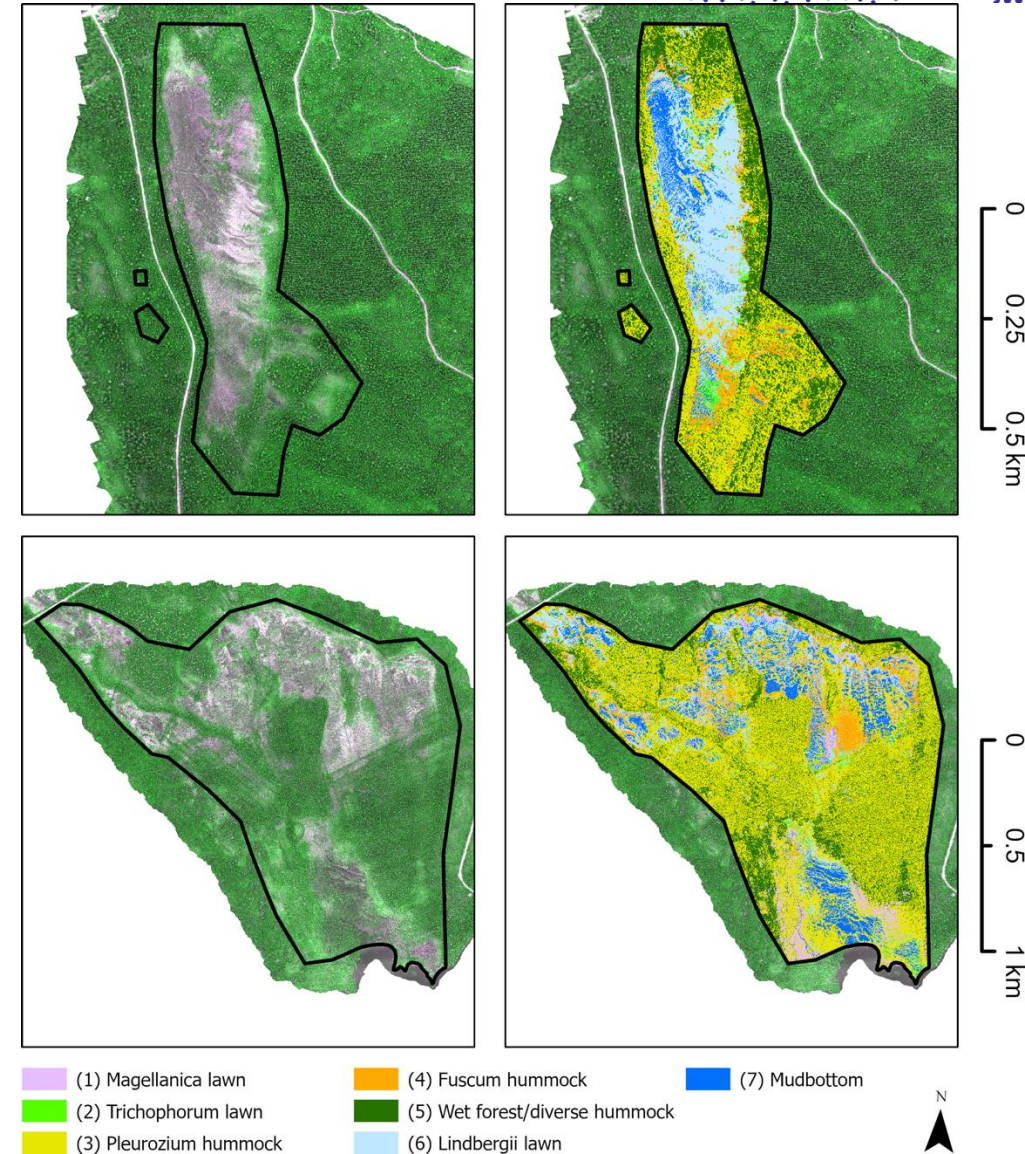 0
0.25
0.5 km
0
0.5
1 km
(1) Magellanica lawn
(2) Trichophorum lawn
(3) Pleurozium hummock
(4) Fuscum hummock
(5) Wet forest/diverse hummock
(6) Lindbergii lawn
(7) Mudbottom
N